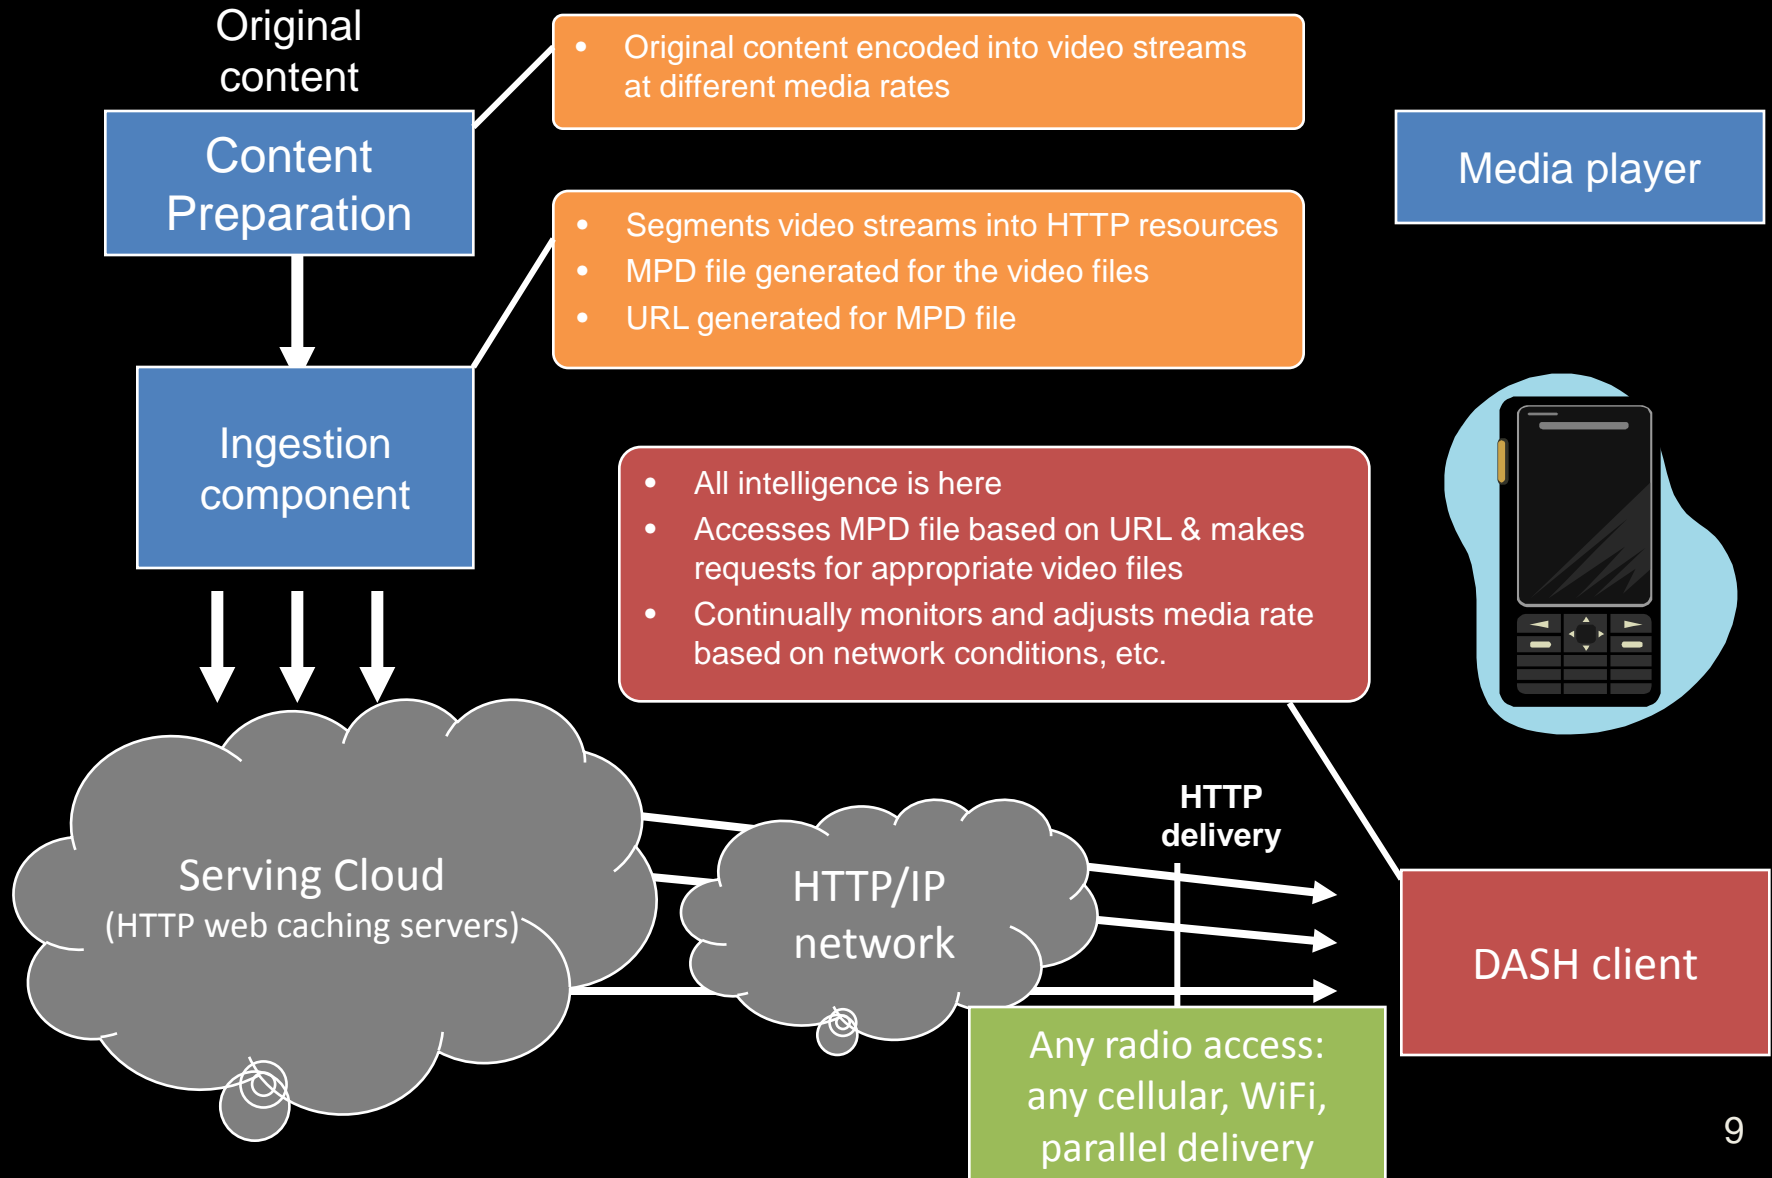 Original
content
• Original content encoded into video streams
at different media rates
Content
Preparation
Media player
• Segments video streams into HTTP resources
• MPD file generated for the video files
• URL generated for MPD file
Ingestion
component
• All intelligence is here
• Accesses MPD file based on URL & makes
requests for appropriate video files
• Continually monitors and adjusts media rate
based on network conditions, etc.
HTTP
delivery
Serving Cloud
(HTTP web caching servers)
HTTP/IP
network
DASH client
Any radio access:
any cellular, WiFi,
parallel delivery
9